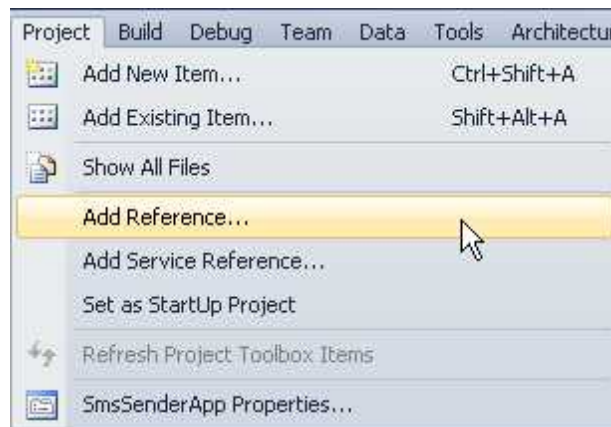 Project Build Debug Team Data Tools Architectu
Add New Item... Ctrl+Shift+A
Add Existing Item... Shift+Alt+A
Show All Files
Add Reference...
Add Service Reference...
Set as StartUp Project
Refresh Project Toolbox Items
SmsSenderApp Properties...